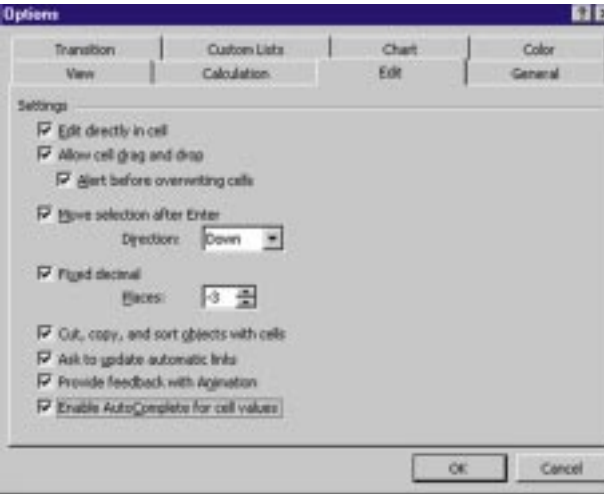 Options
Transition Custom Lists Chart Color
View Calculation Edit General
Settings
Edit directly in cell
Allow cell drag and drop
Alert before overwriting cells
Move selection after Enter
Direction: Down
Fixed decimal
Places: -3
Cut, copy, and sort objects with cells
Ask to update automatic links
Provide feedback with Animation
Enable AutoComplete for cell values
OK Cancel